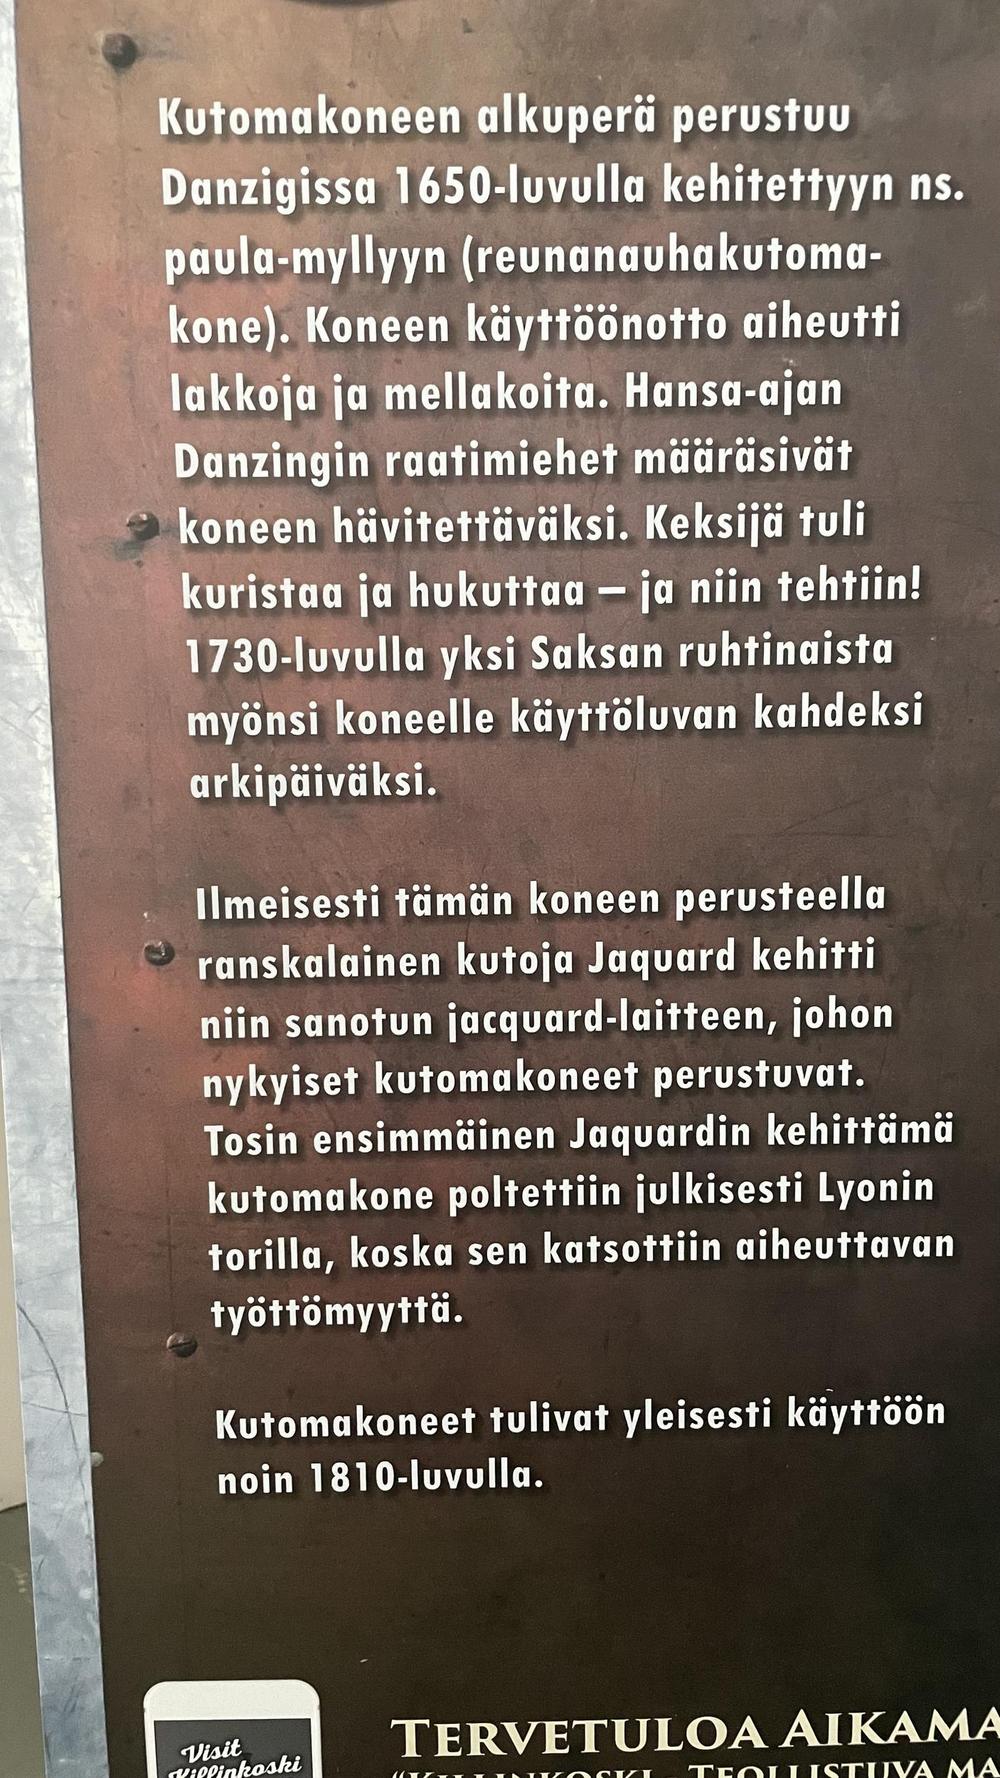 Kutomakoneen alkuperä perustuu
Danzigissa 1650-luvulla kehitettyyn ns.
paula-myllyyn (reunanauhakutoma-
kone). Koneen käyttöönotto aiheutti
lakkoja ja mellakoita. Hansa-ajan
Danzingin raatimiehet määräsivät
koneen hävitettäväksi. Keksijä tuli
kuristaa ja hukuttaa – ja niin tehtiin!
1730-luvulla yksi Saksan ruhtinaista
myönsi koneelle käyttöluvan kahdeksi
arkipäiväksi.
Ilmeisesti tämän koneen perusteella
ranskalainen kutoja Jaquard kehitti
niin sanotun jacquard-laitteen, johon
nykyiset kutomakoneet perustuvat.
Tosin ensimmäinen Jaquardin kehittämä
kutomakone poltettiin julkisesti Lyonin
torilla, koska sen katsottiin aiheuttavan
työttömyyttä.
Kutomakoneet tulivat yleisesti käyttöön
noin 1810-luvulla.
Visit
Killinkoski
TERVETULOA AIKAMA
“KILLINKOSKI - TEOLLISTUVA MA